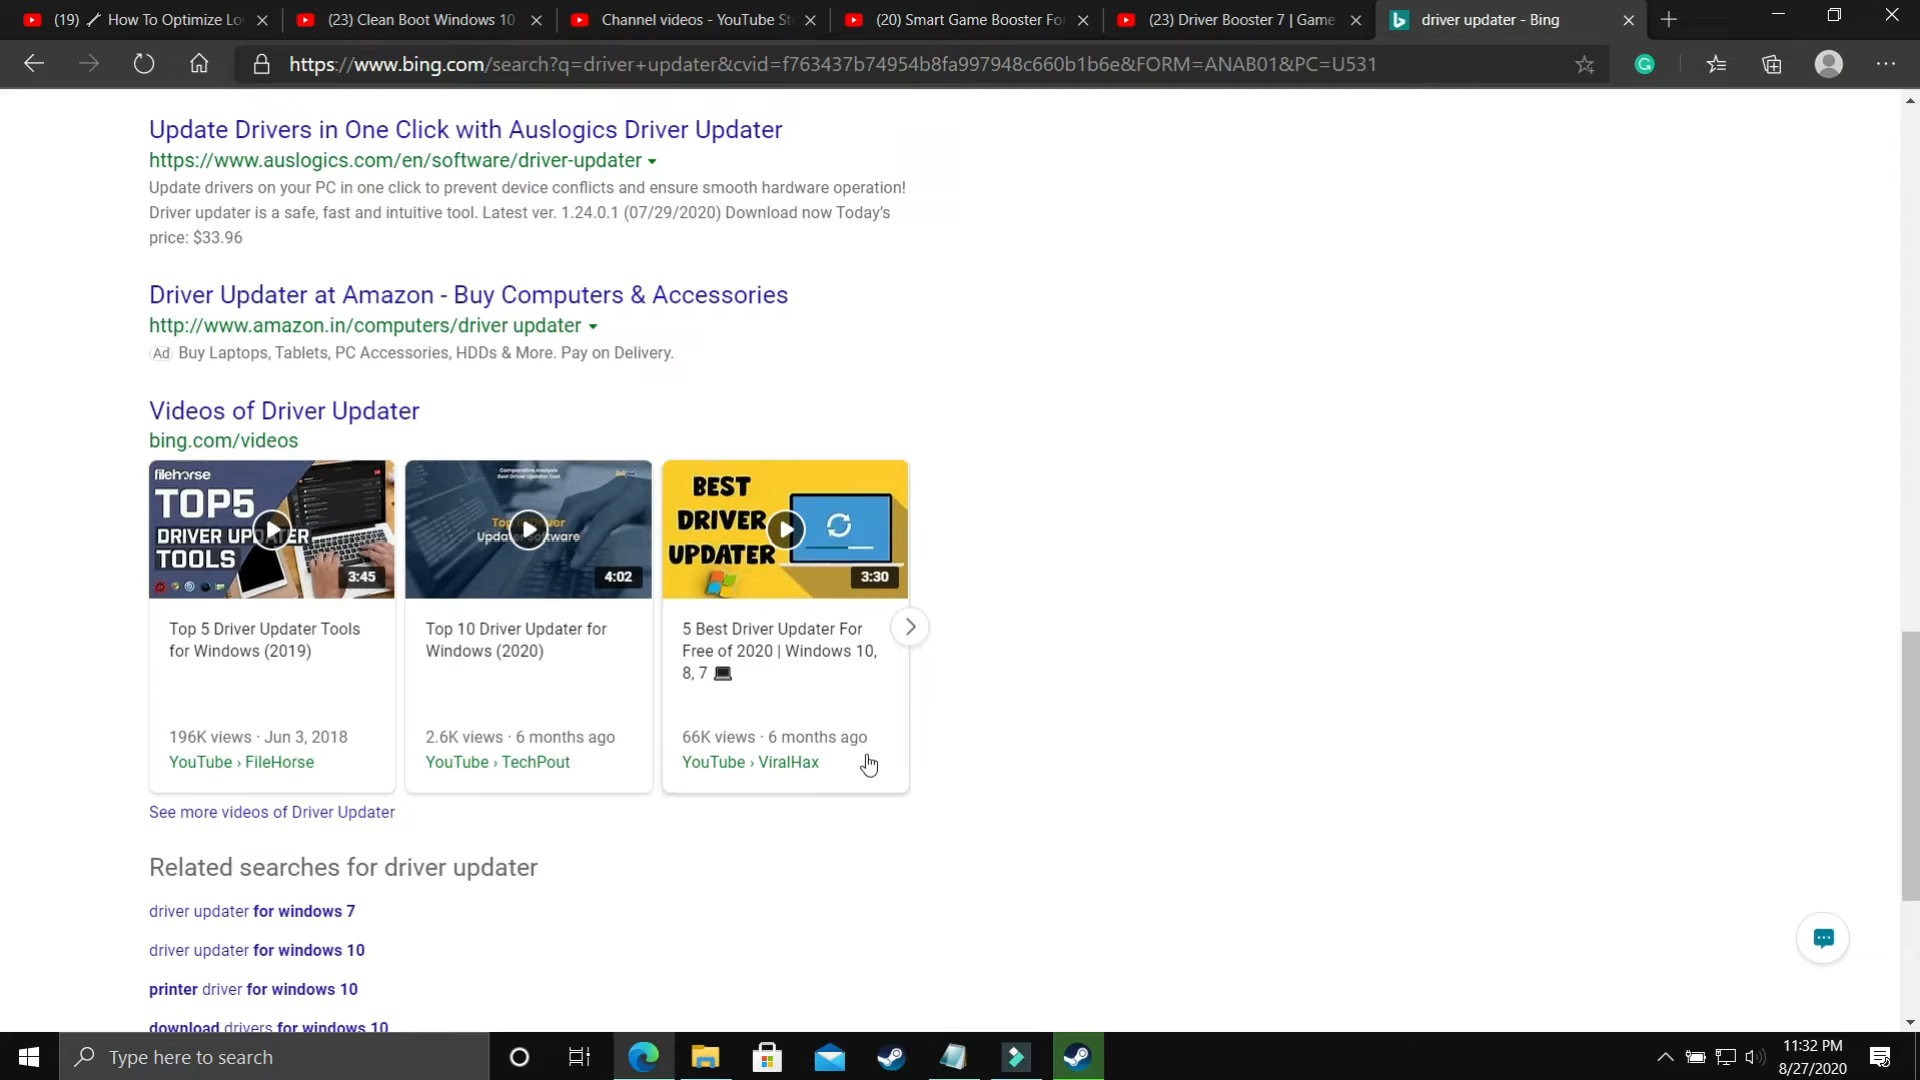 (19) 🔧 How To Optimize Lo
(23) Clean Boot Windows 10
Channel videos - YouTube St
(20) Smart Game Booster Fo
(23) Driver Booster 7 | Game
driver updater - Bing
https://www.bing.com/search?q=driver+updater&cvid=f763437b74954b8fa997948c660b1b6e&FORM=ANAB01&PC=U531
Update Drivers in One Click with Auslogics Driver Updater
https://www.auslogics.com/en/software/driver-updater
Update drivers on your PC in one click to prevent device conflicts and ensure smooth hardware operation!
Driver updater is a safe, fast and intuitive tool. Latest ver. 1.24.0.1 (07/29/2020) Download now Today's
price: $33.96
Driver Updater at Amazon - Buy Computers & Accessories
http://www.amazon.in/computers/driver updater
Ad Buy Laptops, Tablets, PC Accessories, HDDs & More. Pay on Delivery.
Videos of Driver Updater
bing.com/videos
filehorse
TOP5
DRIVER UPDATER
TOOLS
3:45
Comparative Analysis
Best Driver Updater Tool
Updater Software
4:02
BEST
DRIVER
UPDATER
3:30
Top 5 Driver Updater Tools
for Windows (2019)
196K views · Jun 3, 2018
YouTube › FileHorse
Top 10 Driver Updater for
Windows (2020)
2.6K views · 6 months ago
YouTube › TechPout
5 Best Driver Updater For
Free of 2020 | Windows 10,
8, 7 💻
66K views · 6 months ago
YouTube › ViralHax
See more videos of Driver Updater
Related searches for driver updater
driver updater for windows 7
driver updater for windows 10
printer driver for windows 10
download drivers for windows 10
Type here to search
11:32 PM
8/27/2020